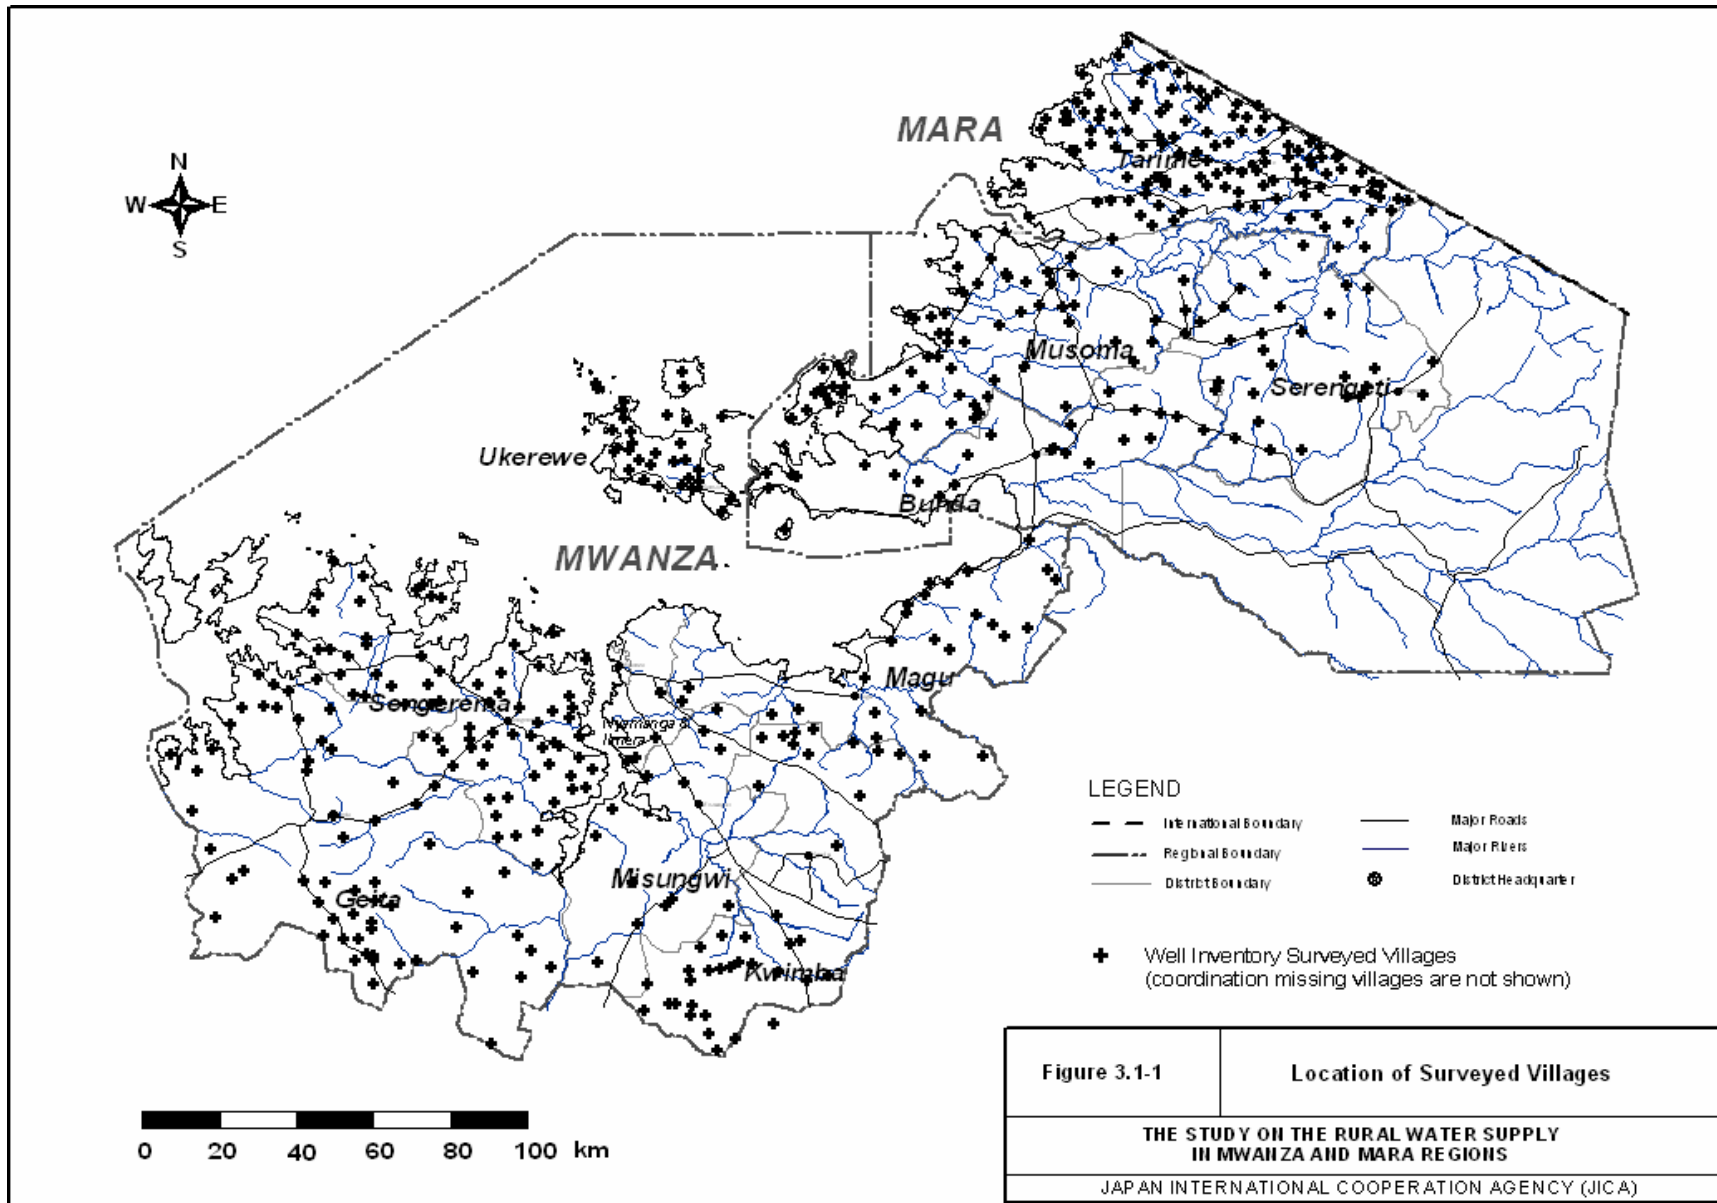 MARA
N
W E
S
Tarime
Musoma
Serengeti
Ukerewe
Bunda
MWANZA
Magu
Sengerema
Nyamanga &
Ilmera
Misungwi
Geita
Kwimba
LEGEND
International Boundary
Regional Boundary
District Boundary
Major Roads
Major Rivers
District Headquarter
Well Inventory Surveyed Villages
(coordination missing villages are not shown)
0 20 40 60 80 100 km
Figure 3.1-1
Location of Surveyed Villages
THE STUDY ON THE RURAL WATER SUPPLY
IN MWANZA AND MARA REGIONS
JAPAN INTERNATIONAL COOPERATION AGENCY (JICA)